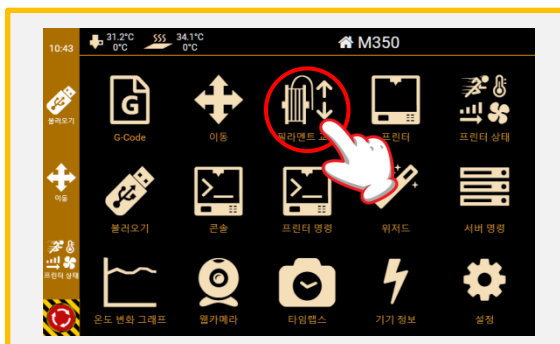 10:43
31.2°C
0°C
34.1°C
0°C
M350
불러오기
이동
프린터 상태
G
G-Code
이동
필라멘트 교
프린터
프린터 상태
불러오기
콘솔
프린터 명령
위저드
서버 명령
온도 변화 그래프
웹카메라
타임랩스
기기 정보
설정